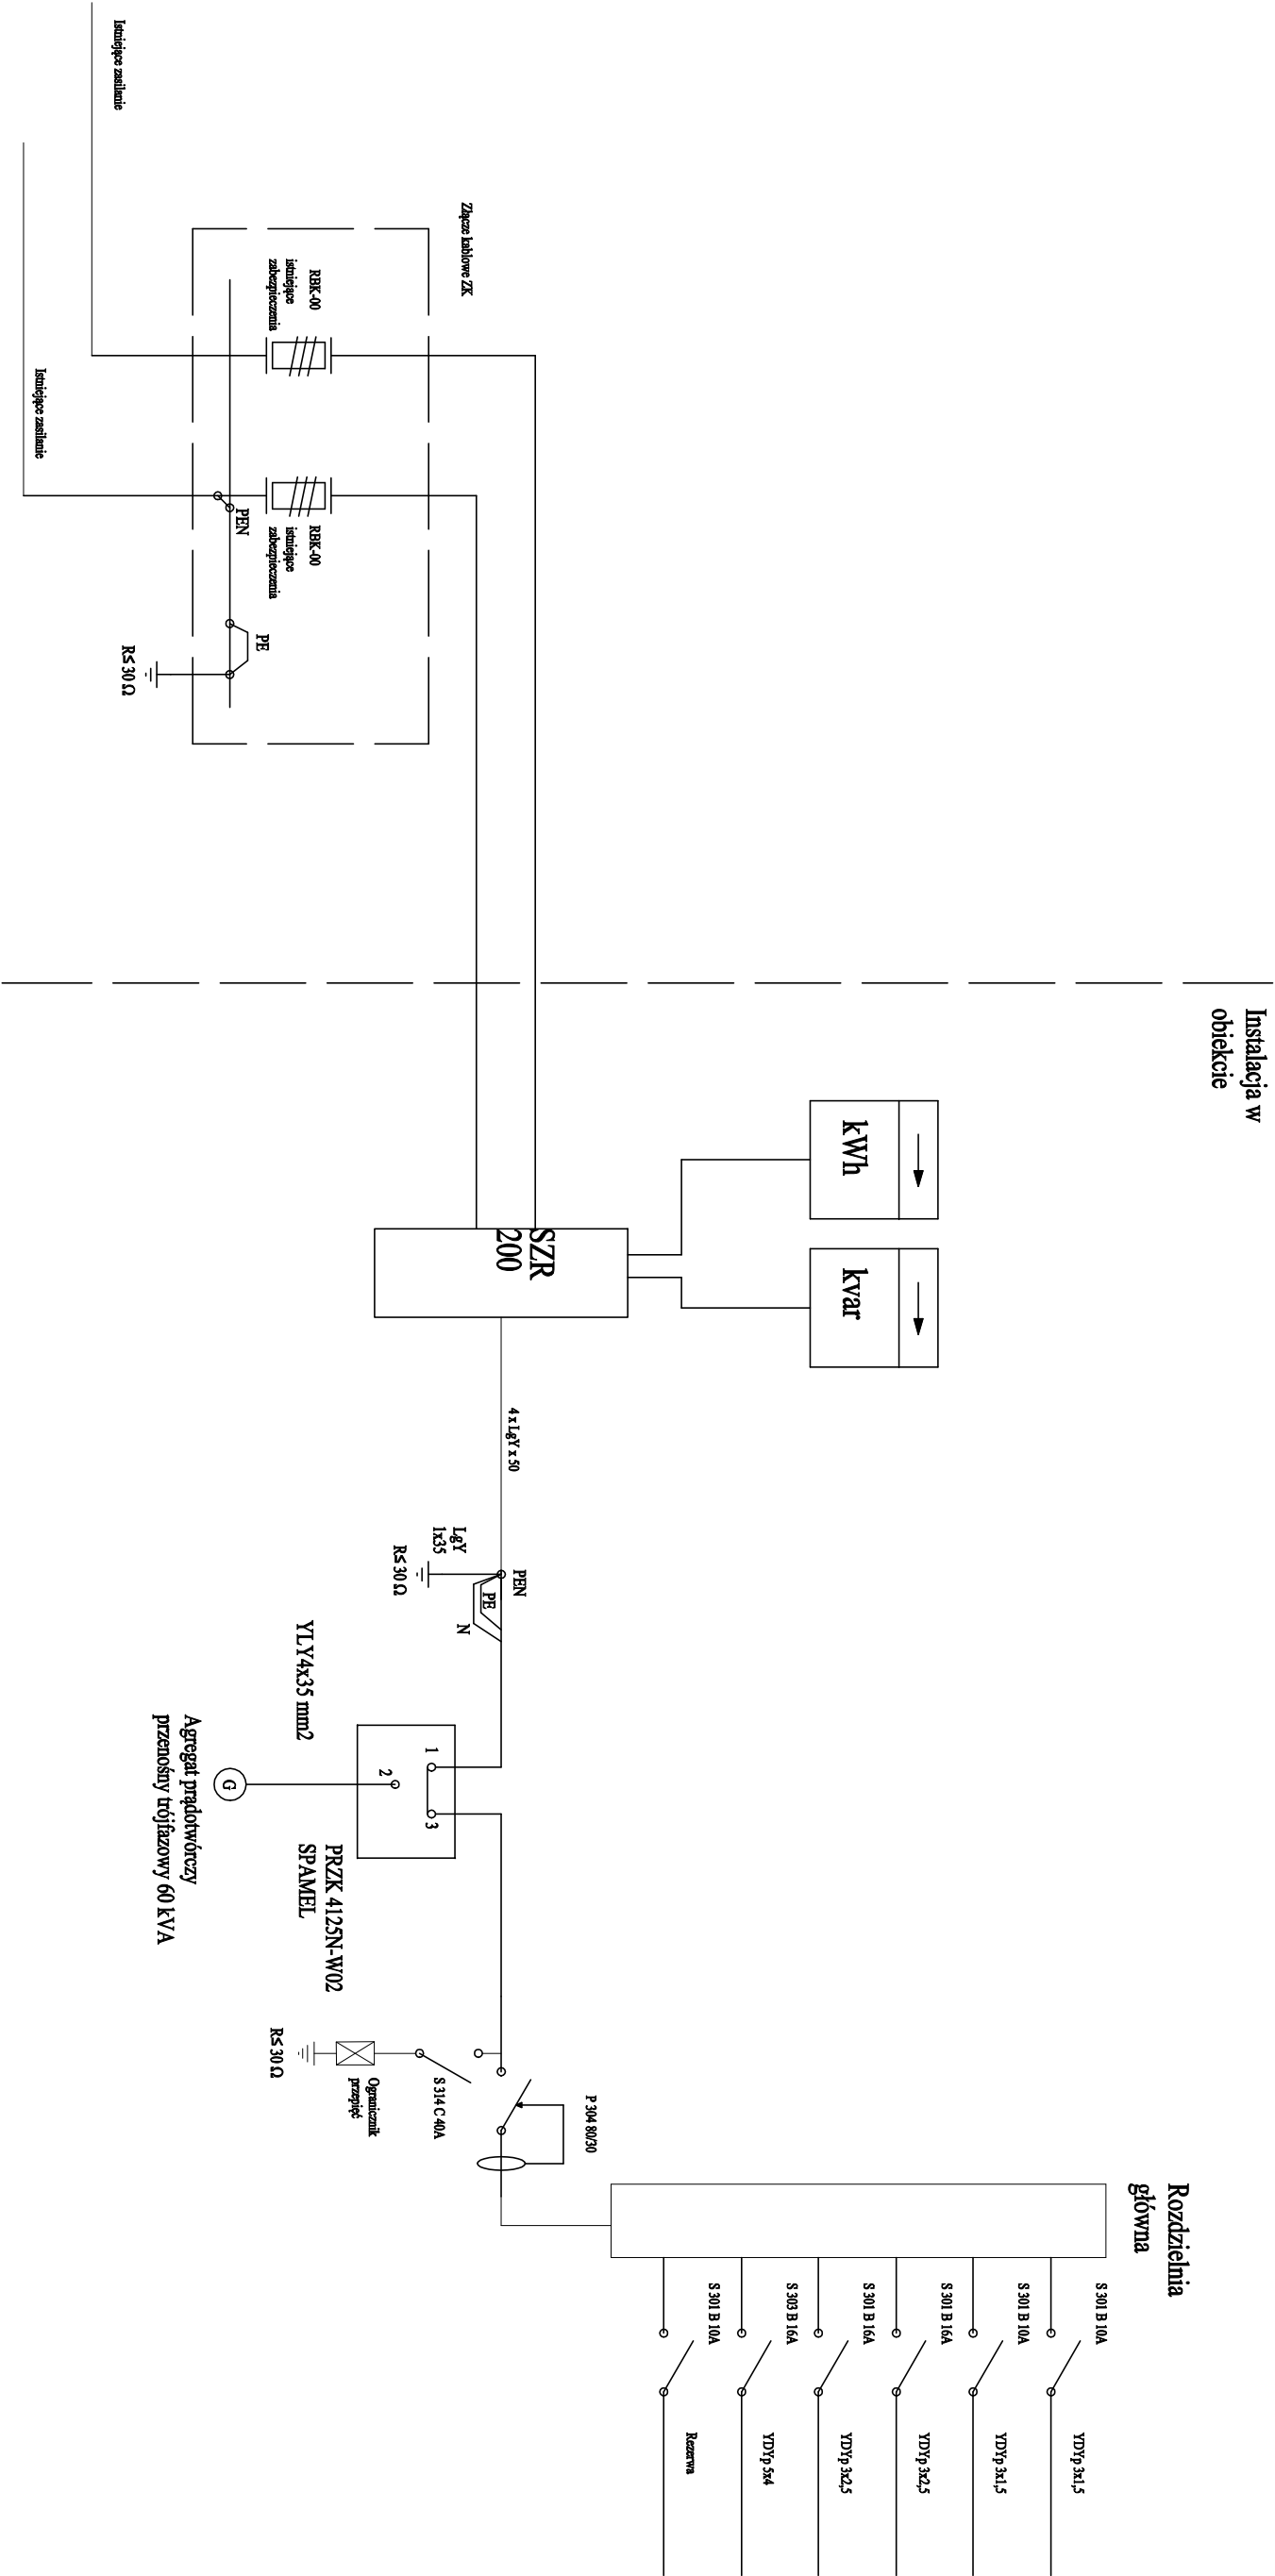 Istniejące zasilanie
Istniejące zasilanie
Złącze kablowe ZK
RBK-00
istniejące
zabezpieczenia
RBK-00
istniejące
zabezpieczenia
PEN
PE
R≤ 30 Ω
Instalacja w
obiekcie
kWh
kvar
SZR
200
4 x LgY x 50
PEN
PE
N
LgY
1x35
R≤ 30 Ω
YLY4x35 mm2
1
2
3
G
Agregat prądotwórczy
przenośny trójfazowy 60 kVA
PRZK 4125N-W02
SPAMEL
P 304 80/30
S 314 C 40A
Ogranicznik
przepięć
R≤ 30 Ω
Rozdzielnia
główna
S 301 B 10A
YDYp 3x1,5
S 301 B 10A
YDYp 3x1,5
S 301 B 16A
YDYp 3x2,5
S 301 B 16A
YDYp 3x2,5
S 303 B 16A
YDYp 5x4
S 301 B 10A
Rezerwa